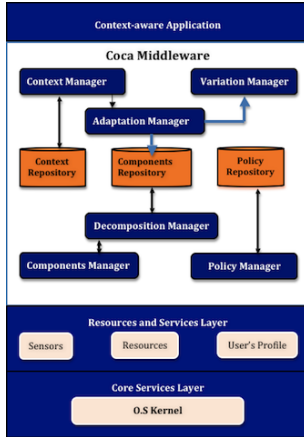 Context-aware Application
Coca Middleware
Context Manager
Variation Manager
Adaptation Manager
Context
Repository
Components
Repository
Policy
Repository
Decomposition Manager
Components Manager
Policy Manager
Resources and Services Layer
Sensors
Resources
User's Profile
Core Services Layer
O.S Kernel